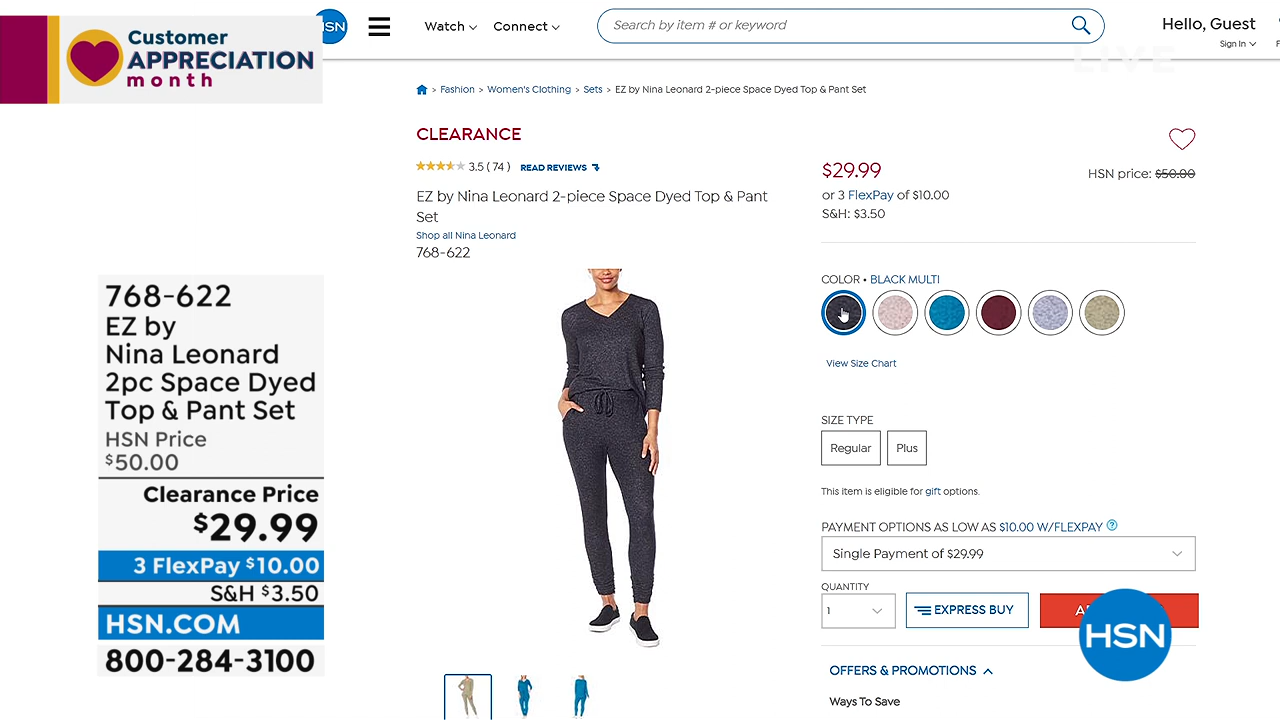 Customer
APPRECIATION
month
HSN
Watch
Connect
Search by item # or keyword
Hello, Guest
Sign In
LIVE
> Fashion > Women's Clothing > Sets > EZ by Nina Leonard 2-piece Space Dyed Top & Pant Set
CLEARANCE
3.5 ( 74 ) READ REVIEWS
EZ by Nina Leonard 2-piece Space Dyed Top & Pant
Set
Shop all Nina Leonard
768-622
$29.99
HSN price: $50.00
or 3 FlexPay of $10.00
S&H: $3.50
COLOR • BLACK MULTI
View Size Chart
SIZE TYPE
Regular
Plus
This item is eligible for gift options.
PAYMENT OPTIONS AS LOW AS $10.00 W/FLEXPAY ?
Single Payment of $29.99
QUANTITY
1
EXPRESS BUY
HSN
OFFERS & PROMOTIONS
Ways To Save
768-622
EZ by
Nina Leonard
2pc Space Dyed
Top & Pant Set
HSN Price
$50.00
Clearance Price
$29.99
3 FlexPay $10.00
S&H $3.50
HSN.COM
800-284-3100